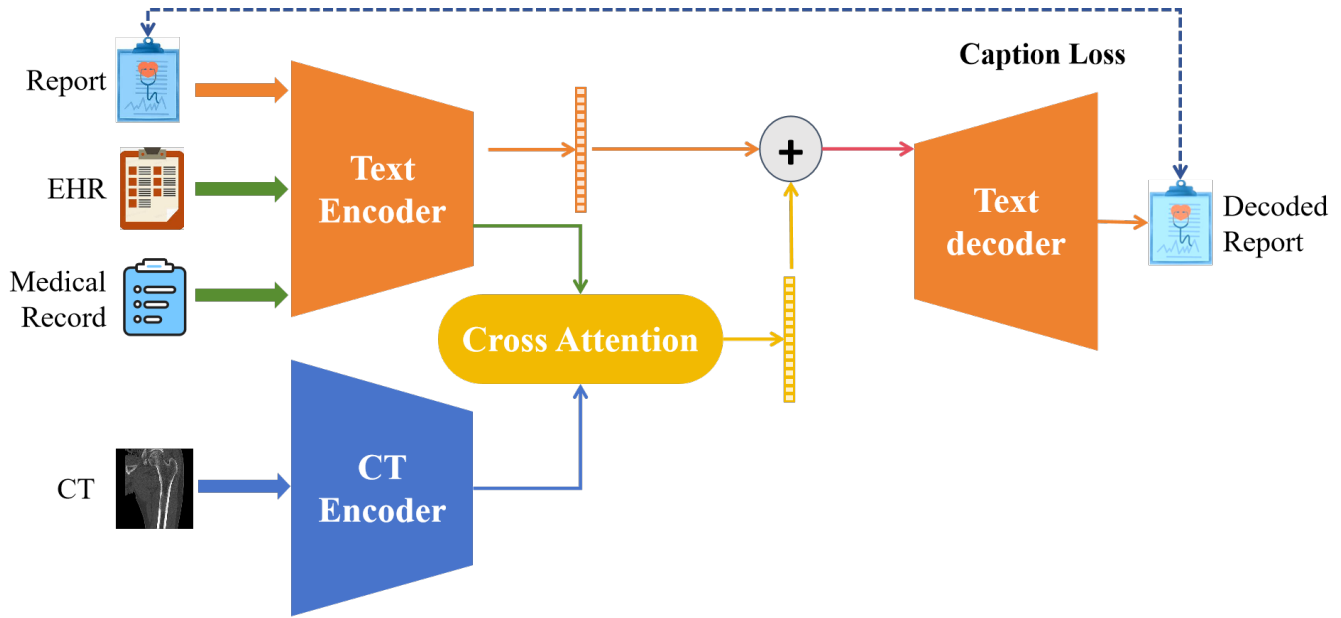 Caption Loss
Report
Text
Encoder
EHR
+
Text
decoder
Decoded
Report
Medical
Record
Cross Attention
CT
CT
Encoder